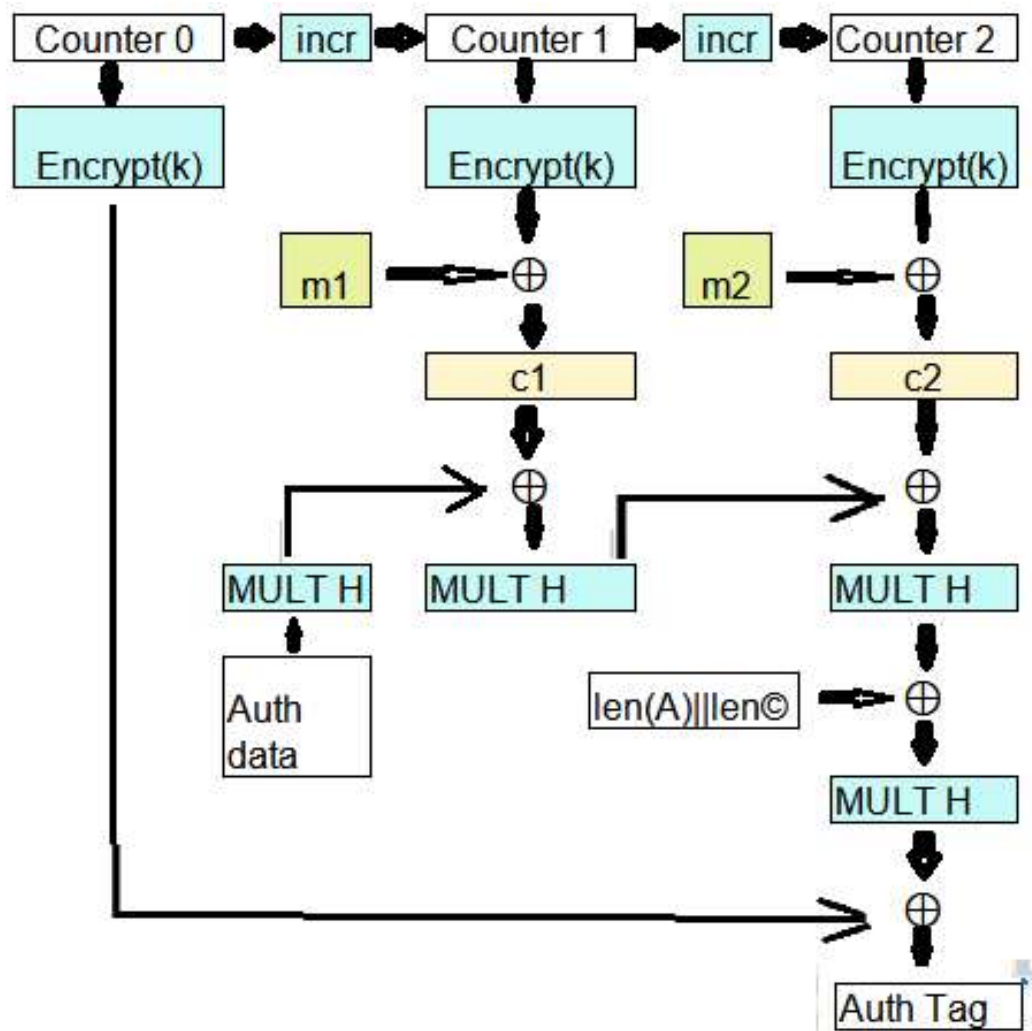 Counter 0
incr
Counter 1
incr
Counter 2
Encrypt(k)
Encrypt(k)
Encrypt(k)
m1
m2
c1
c2
MULT H
MULT H
MULT H
Auth
data
len(A)||len©
MULT H
Auth Tag